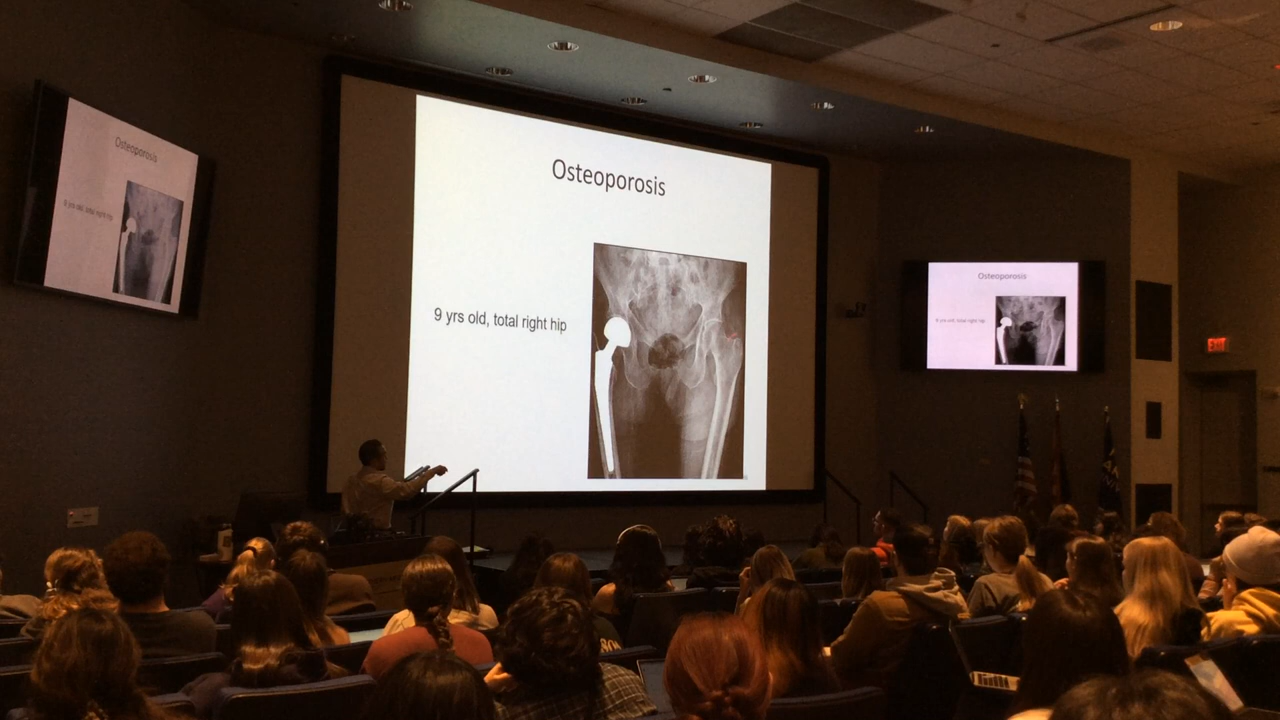 Osteoporosis
9 yrs old, total right hip
Osteoporosis
9 yrs old, total right hip
Osteoporosis
9 yrs old, total right hip
EXIT